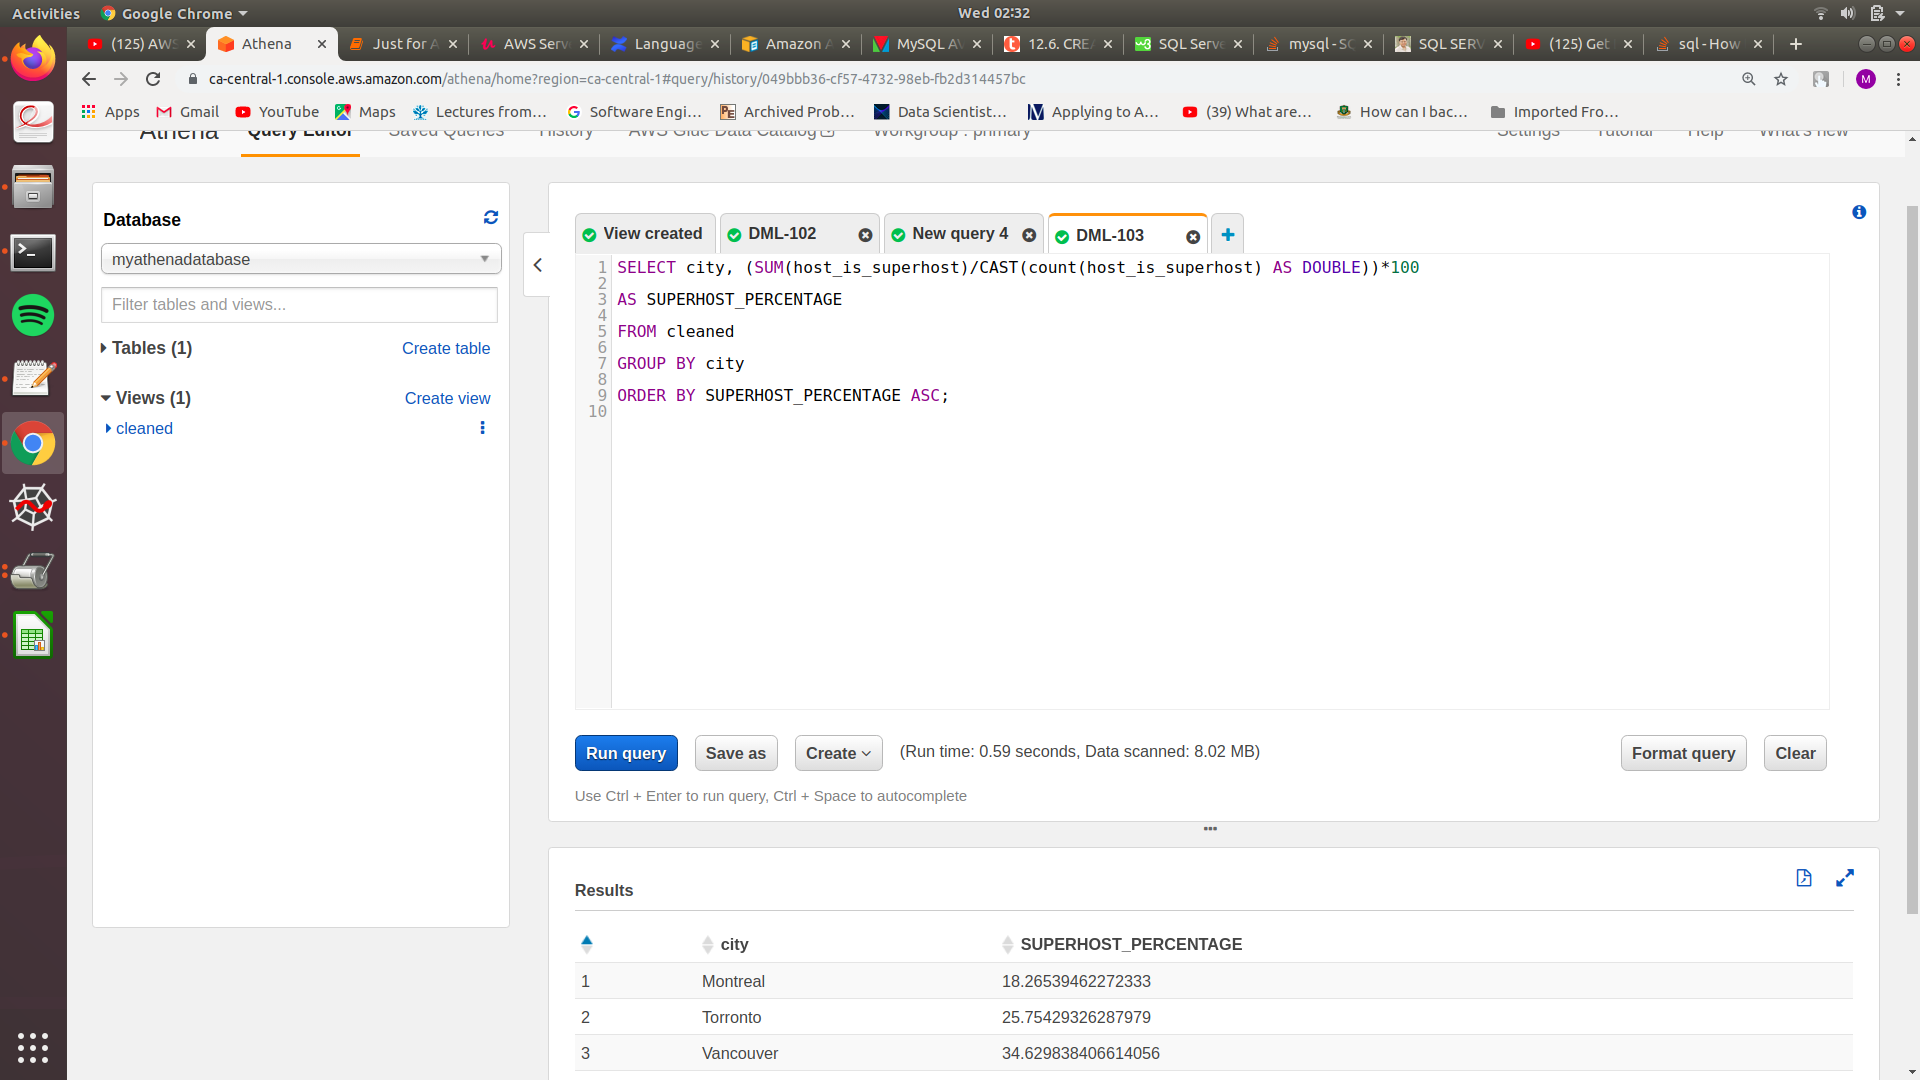 Activities Google Chrome Wed 02:32
(125) AWS Athena Just for A AWS Serv Language Amazon A MySQL AV 12.6. CRE SQL Serve mysql - SQ SQL SERV (125) Get sql - How
ca-central-1.console.aws.amazon.com/athena/home?region=ca-central-1#query/history/049bbb36-cf57-4732-98eb-fb2d314457bc M
Apps Gmail YouTube Maps Lectures from… Software Engi… Archived Prob… Data Scientist… Applying to A… (39) What are… How can I bac… Imported Fro…
Athena Query Editor Saved Queries History AWS Glue Data Catalog Workgroup : primary Settings Tutorial Help What's new
Database
myathenadatabase
Filter tables and views...
Tables (1) Create table
Views (1) Create view
cleaned
View created DML-102 New query 4 DML-103
1 SELECT city, (SUM(host_is_superhost)/CAST(count(host_is_superhost) AS DOUBLE))*100
2
3 AS SUPERHOST_PERCENTAGE
4
5 FROM cleaned
6
7 GROUP BY city
8
9 ORDER BY SUPERHOST_PERCENTAGE ASC;
10
Run query Save as Create (Run time: 0.59 seconds, Data scanned: 8.02 MB) Format query Clear
Use Ctrl + Enter to run query, Ctrl + Space to autocomplete
Results
city SUPERHOST_PERCENTAGE
1 Montreal 18.26539462272333
2 Torronto 25.75429326287979
3 Vancouver 34.629838406614056